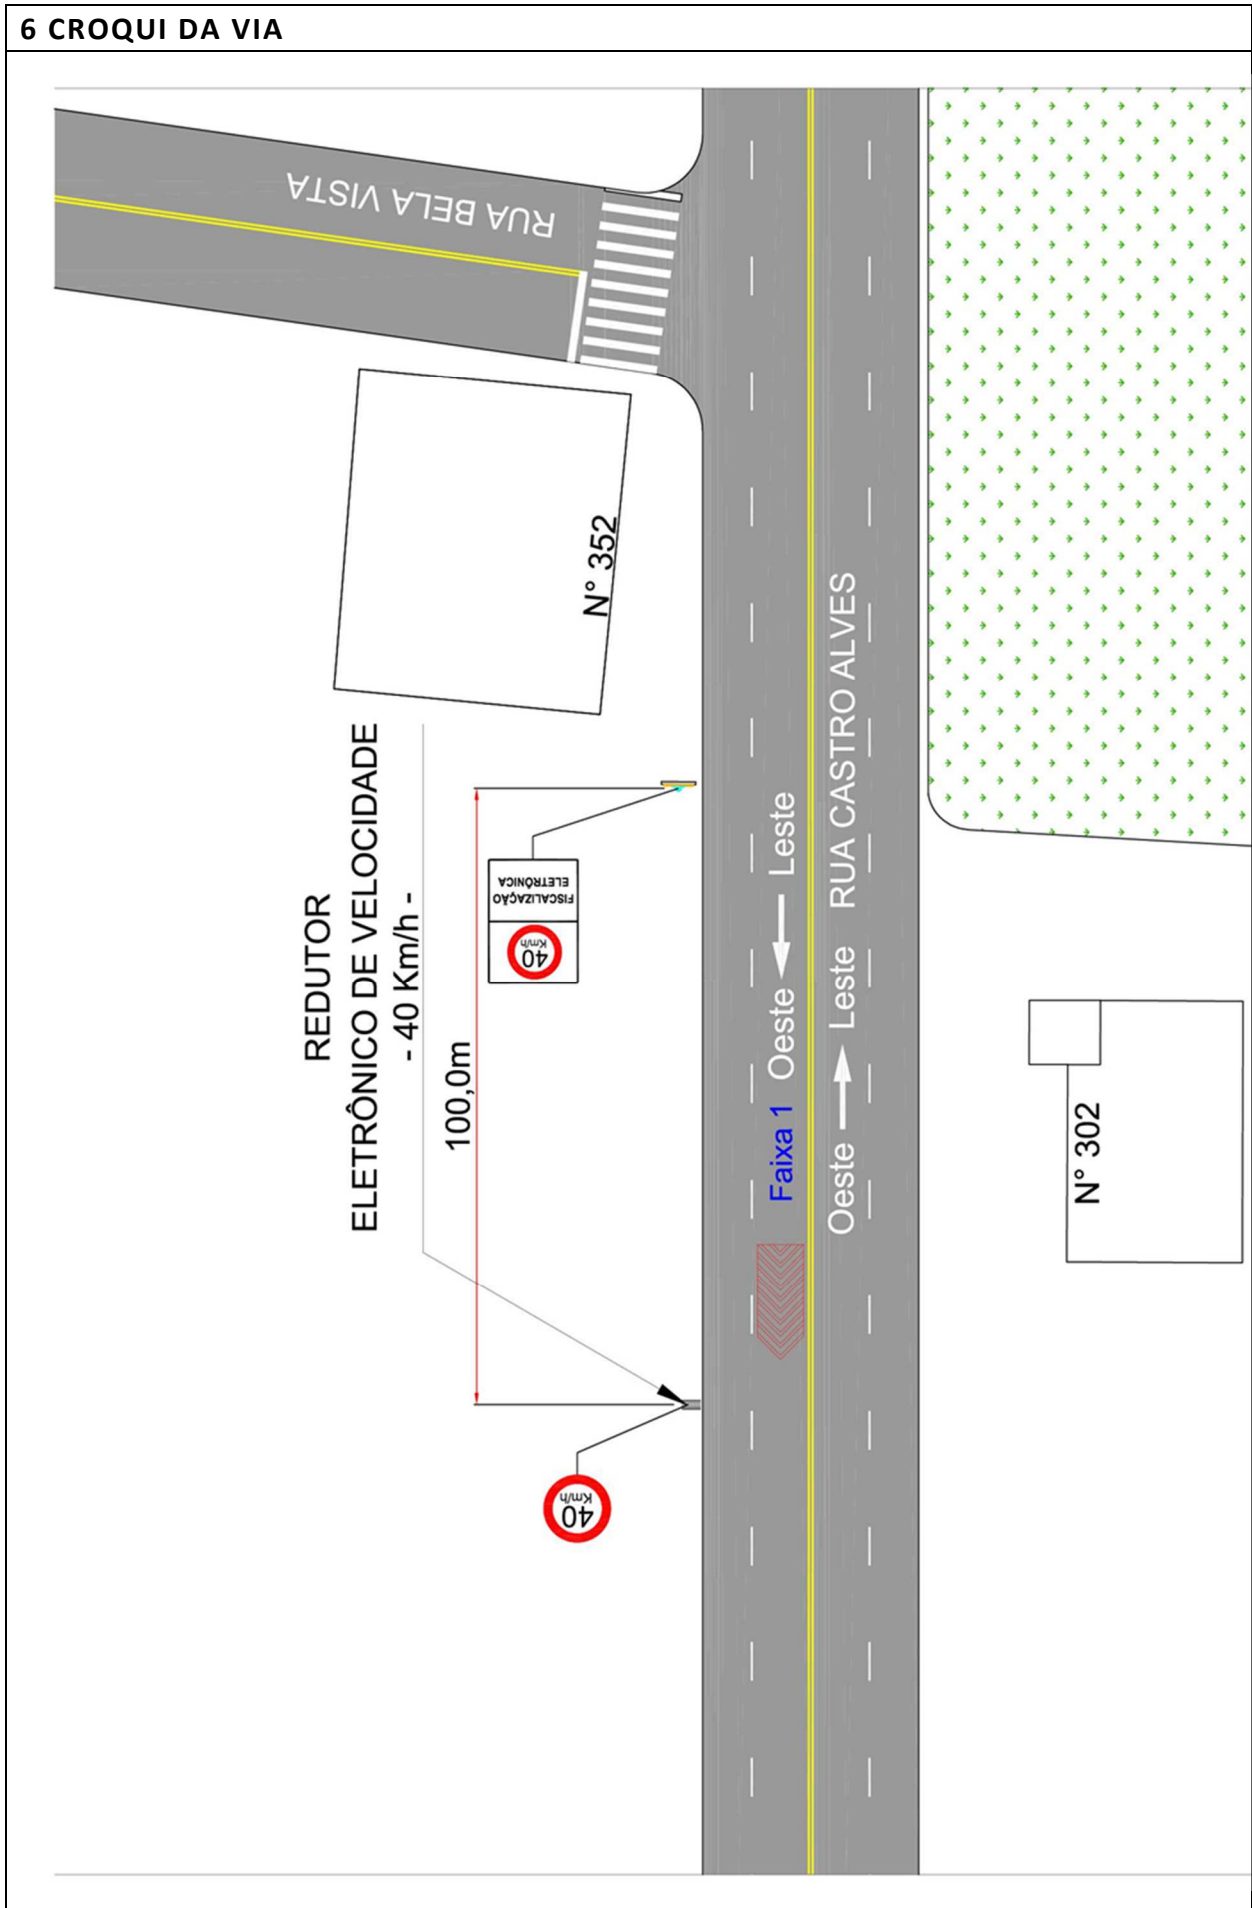 6 CROQUI DA VIA
RUA BELA VISTA
N° 352
REDUTOR
ELETRÔNICO DE VELOCIDADE
- 40 Km/h -
100,0m
FISCALIZAÇÃO
ELETRÔNICA
40
Km/h
40
Km/h
Faixa 1 Oeste Leste
Oeste Leste RUA CASTRO ALVES
N° 302